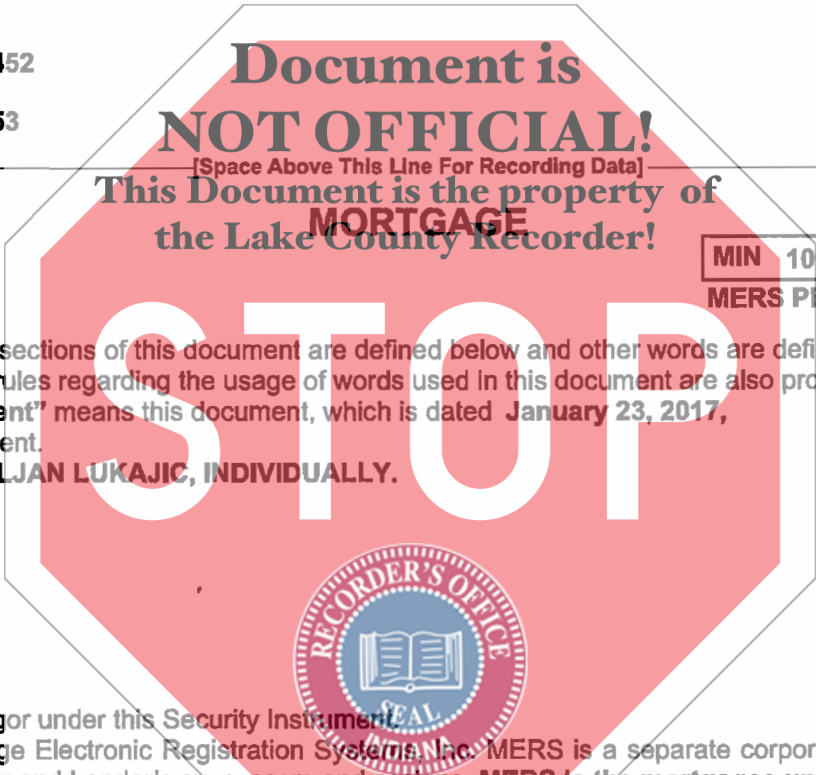 452
Document is
53
NOT OFFICIAL!
[Space Above This Line For Recording Data]
This Document is the property of
MORTGAGE
the Lake County Recorder!
MIN 10
MERS
STOP
sections of this document are defined below and other words are defi
ules regarding the usage of words used in this document are also pro
ent" means this document, which is dated January 23, 2017,
ent.
LJAN LUKAJIC, INDIVIDUALLY.
RECORDER'S OFFICE
SEAL
INDIANA
gor under this Security Instrument.
ge Electronic Registration Systems, Inc. MERS is a separate corpor